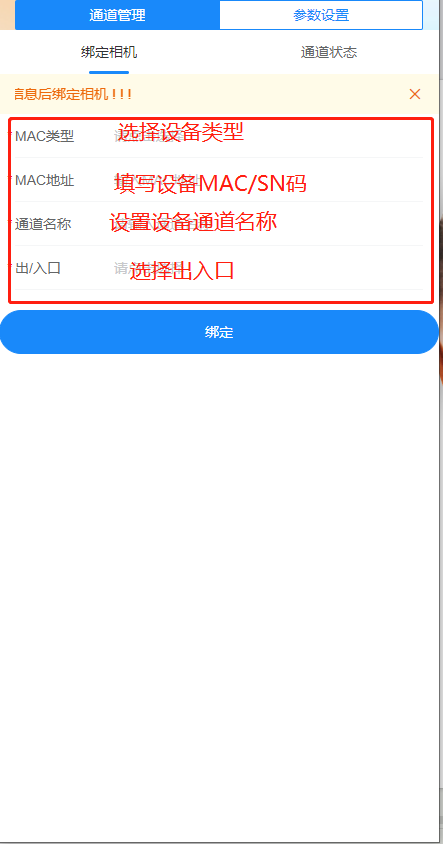 通道管理
参数设置
绑定相机
通道状态
信息后绑定相机！！！
* MAC类型
选择设备类型
* MAC地址
填写设备MAC/SN码
* 通道名称
设置设备通道名称
* 出/入口
选择出入口
绑定